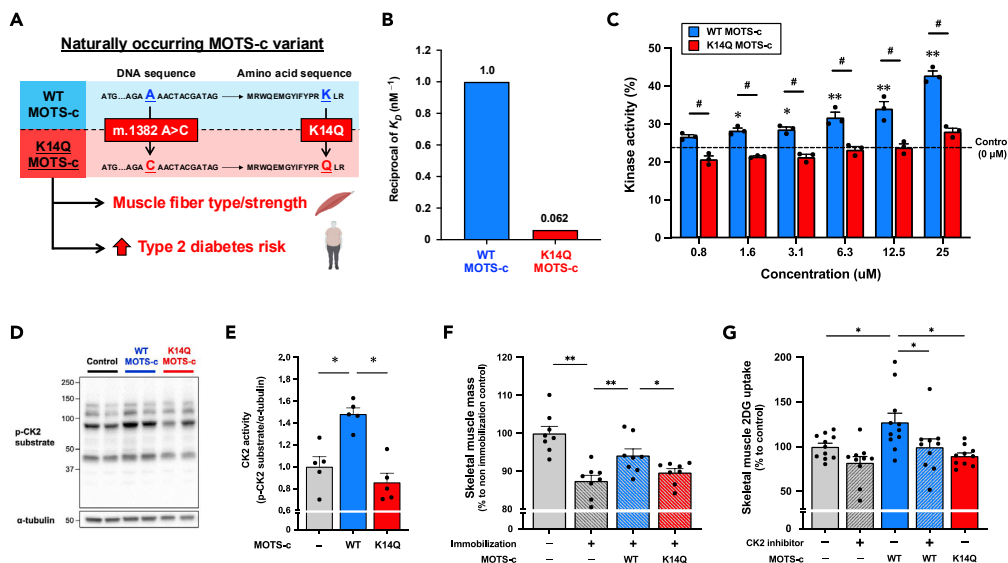 A
Naturally occurring MOTS-c variant
DNA sequence
Amino acid sequence
WT
MOTS-c
ATG...AGA A AACTACGATAG
MRWQEMGYIFYPR K LR
m.1382 A>C
K14Q
K14Q
MOTS-c
ATG...AGA C AACTACGATAG
MRWQEMGYIFYPR Q LR
Muscle fiber type/strength
Type 2 diabetes risk
B
Reciprocal of KD (nM⁻¹)
1.2
1.0
0.8
0.6
0.4
0.2
0
1.0
0.062
WT
MOTS-c
K14Q
MOTS-c
C
WT MOTS-c
K14Q MOTS-c
Kinase activity (%)
50
40
30
20
10
0
#
#
*
#
*
#
**
#
**
#
**
Control
(0 μM)
0.8
1.6
3.1
6.3
12.5
25
Concentration (uM)
D
Control
WT
MOTS-c
K14Q
MOTS-c
p-CK2
substrate
150
100
75
50
37
α-tubulin
50
E
CK2 activity
(p-CK2 substrate/α-tubulin)
2.0
1.8
1.6
1.4
1.2
1.0
0.8
0.6
0.2
0.0
*
*
MOTS-c
–
WT
K14Q
F
Skeletal muscle mass
(% to non immobilization control)
120
110
100
90
80
0
**
**
*
Immobilization
–
+
+
+
MOTS-c
–
–
WT
K14Q
G
Skeletal muscle 2DG uptake
(% to control)
200
150
100
50
0
*
*
*
CK2 inhibitor
–
+
–
+
–
MOTS-c
–
–
WT
WT
K14Q